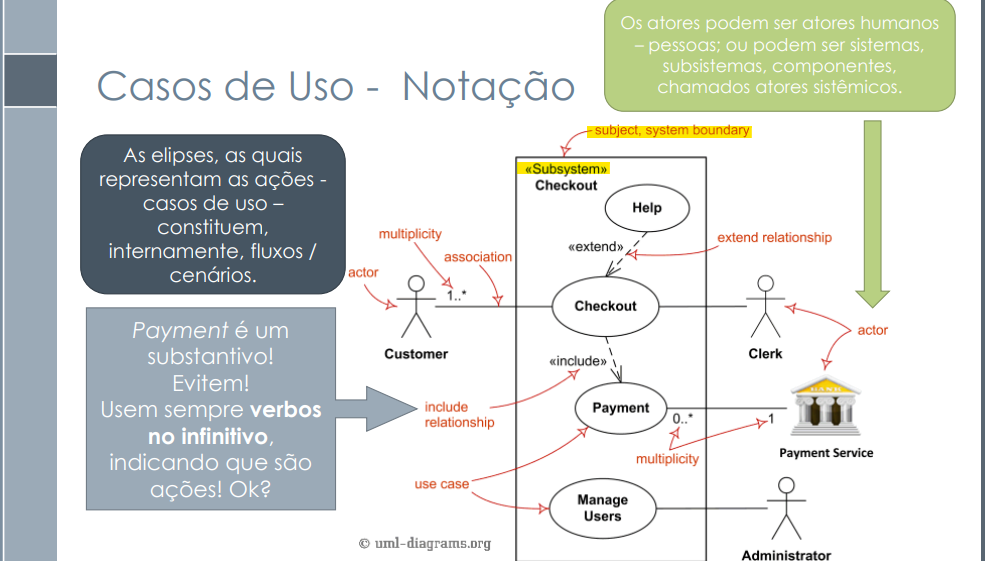 Os atores podem ser atores humanos
– pessoas; ou podem ser sistemas,
subsistemas, componentes,
chamados atores sistêmicos.
Casos de Uso - Notação
As elipses, as quais
representam as ações -
casos de uso –
constituem,
internamente, fluxos /
cenários.
Payment é um
substantivo!
Evitem!
Usem sempre verbos
no infinitivo,
indicando que são
ações! Ok?
subject, system boundary
«Subsystem»
Checkout
Help
«extend»
extend relationship
multiplicity
association
actor
1..*
Customer
Checkout
Clerk
actor
«include»
include
relationship
Payment
0..*
1
multiplicity
BANK
Payment Service
use case
Manage
Users
Administrator
© uml-diagrams.org